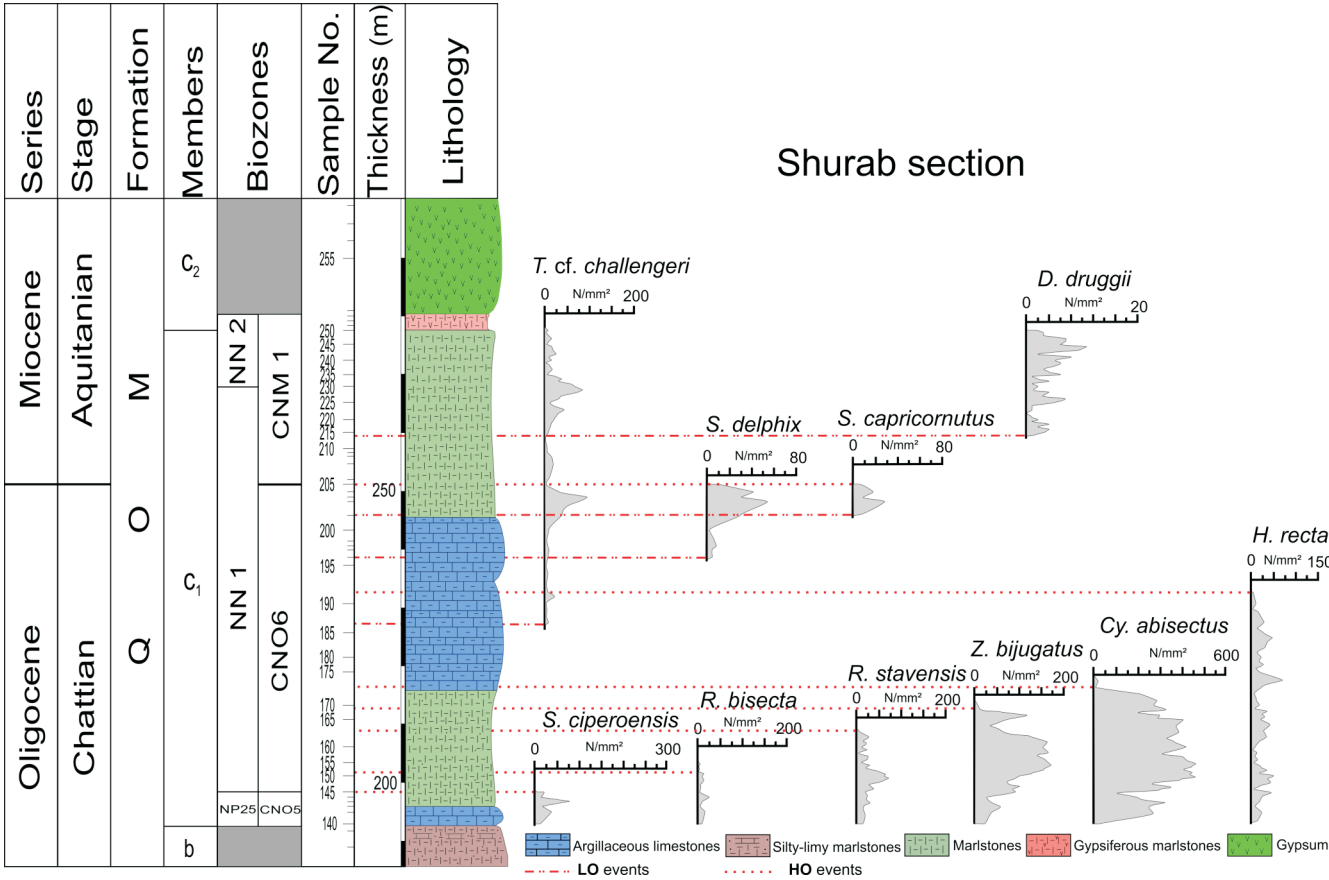 Series
Stage
Formation
Members
Biozones
Sample No.
Thickness (m)
Lithology
Shurab section
Miocene
Oligocene
Aquitanian
Chattian
M
O
Q
c2
c1
b
NN 2
NN 1
NP25
CNM 1
CNO6
CNO5
255
250
245
240
235
230
225
220
215
210
205
200
195
190
185
180
175
170
165
160
155
150
145
140
250
200
T. cf. challengeri
0 N/mm² 200
D. druggii
0 N/mm² 20
S. delphix
0 N/mm² 80
S. capricornutus
0 N/mm² 80
H. recta
0 N/mm² 150
Cy. abisectus
0 N/mm² 600
Z. bijugatus
0 N/mm² 200
R. stavensis
0 N/mm² 200
R. bisecta
0 N/mm² 200
S. ciperoensis
0 N/mm² 300
Argillaceous limestones
Silty-limy marlstones
Marlstones
Gypsiferous marlstones
Gypsum
LO events
HO events